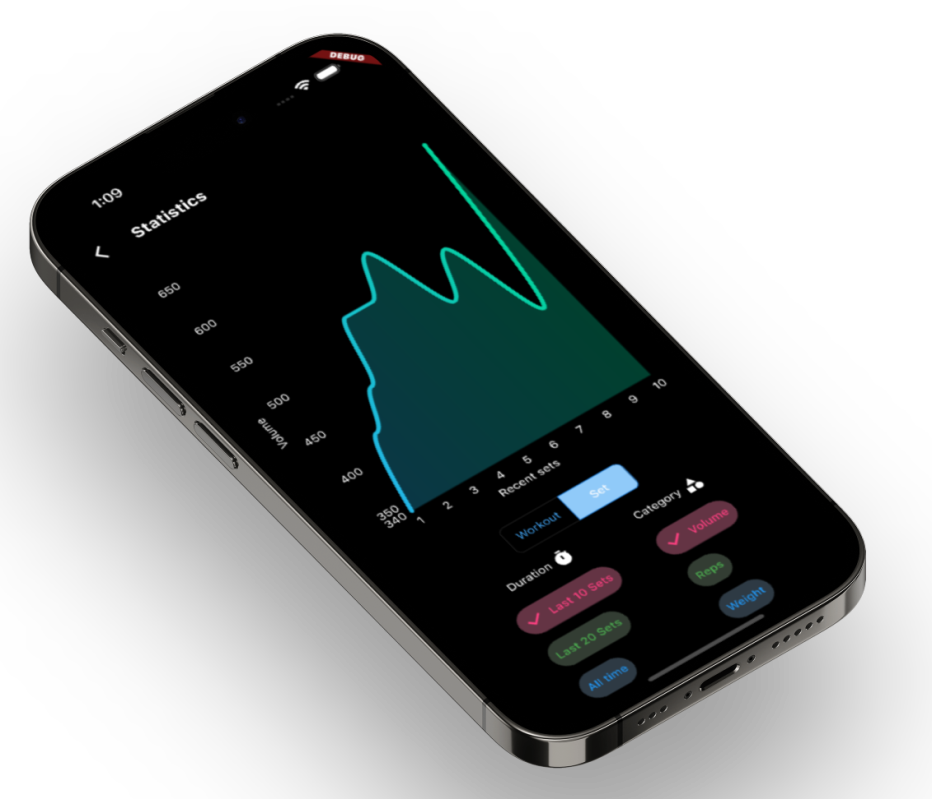 DEBUG
1:09
Statistics
650
600
550
500
450
400
350
340
Volume
1 2 3 4 5 6 7 8 9 10
Recent sets
Workout Set
Duration
Last 10 Sets
Last 20 Sets
All time
Category
Volume
Reps
Weight